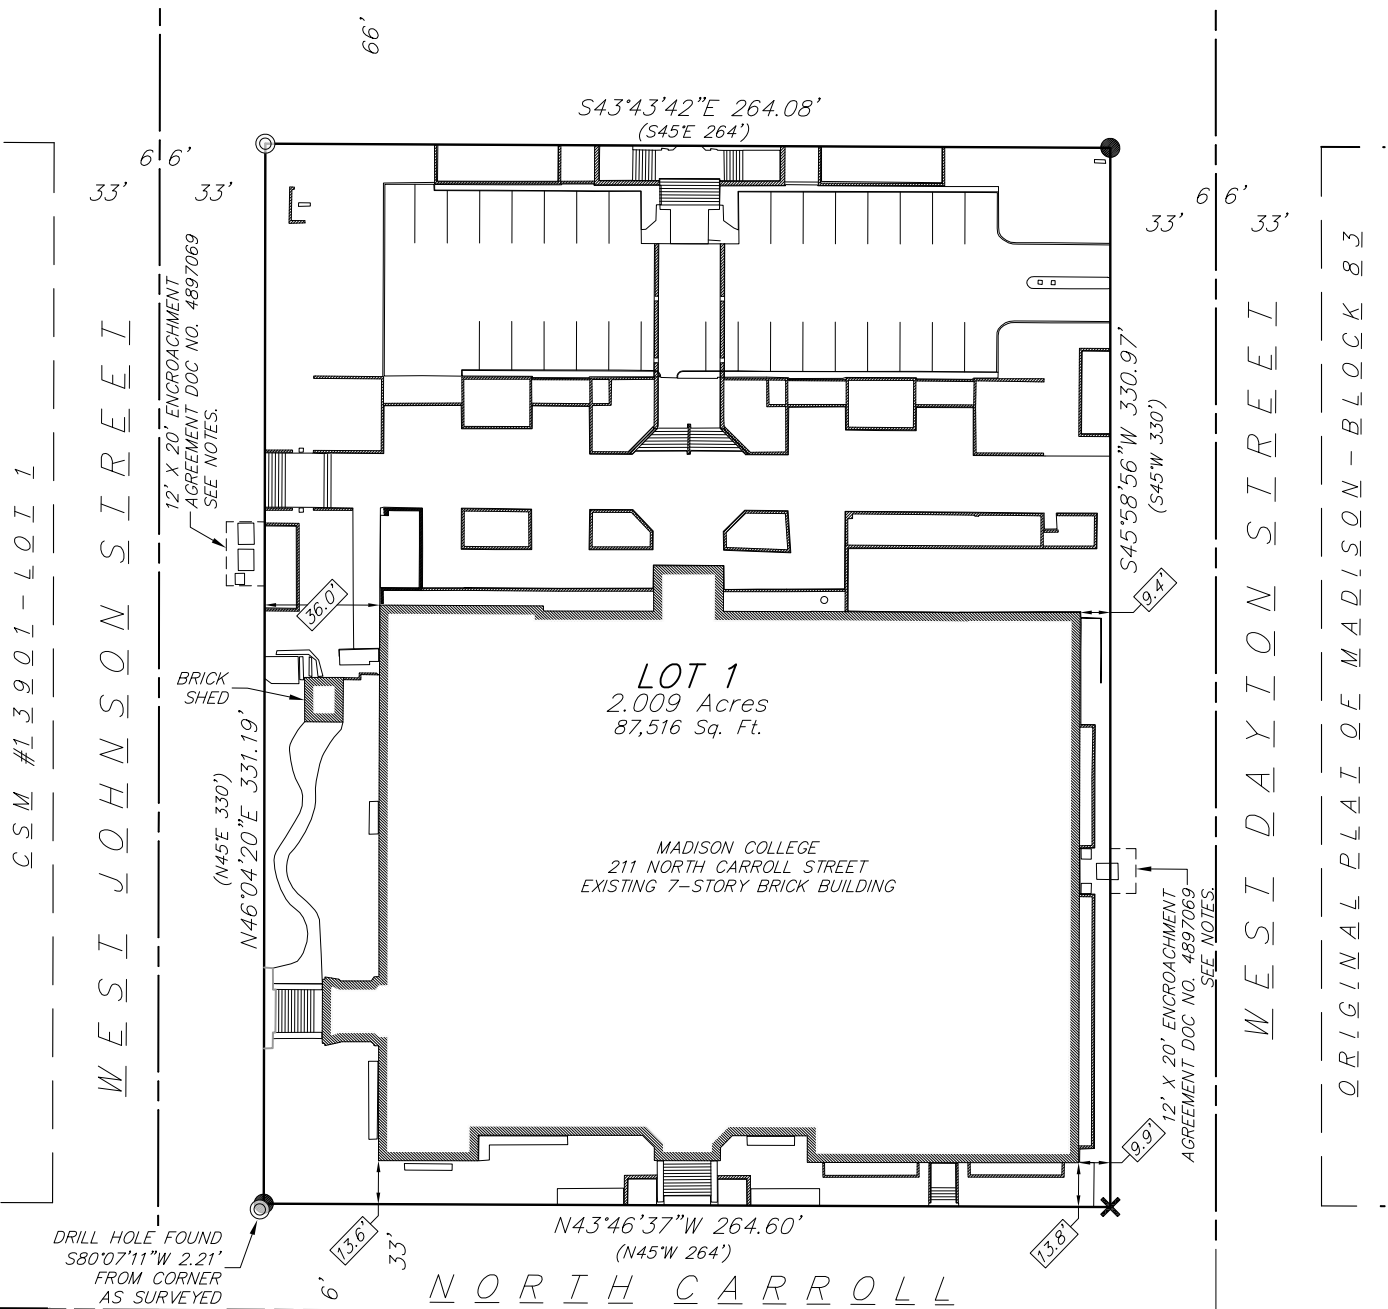 66'
S43°43'42"E 264.08'
(S45°E 264')
6 6'
33' 33'
6 6'
33' 33'
12' X 20' ENCROACHMENT
AGREEMENT DOC NO. 4897069
SEE NOTES.
CSM #13901-LOT 1
WEST JOHNSON STREET
S45°58'56"W 330.97'
(S45°W 330')
WEST DAYTON STREET
ORIGINAL PLAT OF MADISON-BLOCK 83
36.0'
9.4'
BRICK
SHED
LOT 1
2.009 Acres
87,516 Sq. Ft.
(N45°E 330')
N46°04'20"E 331.19'
MADISON COLLEGE
211 NORTH CARROLL STREET
EXISTING 7-STORY BRICK BUILDING
12' X 20' ENCROACHMENT
AGREEMENT DOC NO. 4897069
SEE NOTES.
9.9'
13.6'
13.8'
N43°46'37"W 264.60'
(N45°W 264')
DRILL HOLE FOUND
S80°07'11"W 2.21'
FROM CORNER
AS SURVEYED
33'
6'
NORTH CARROLL